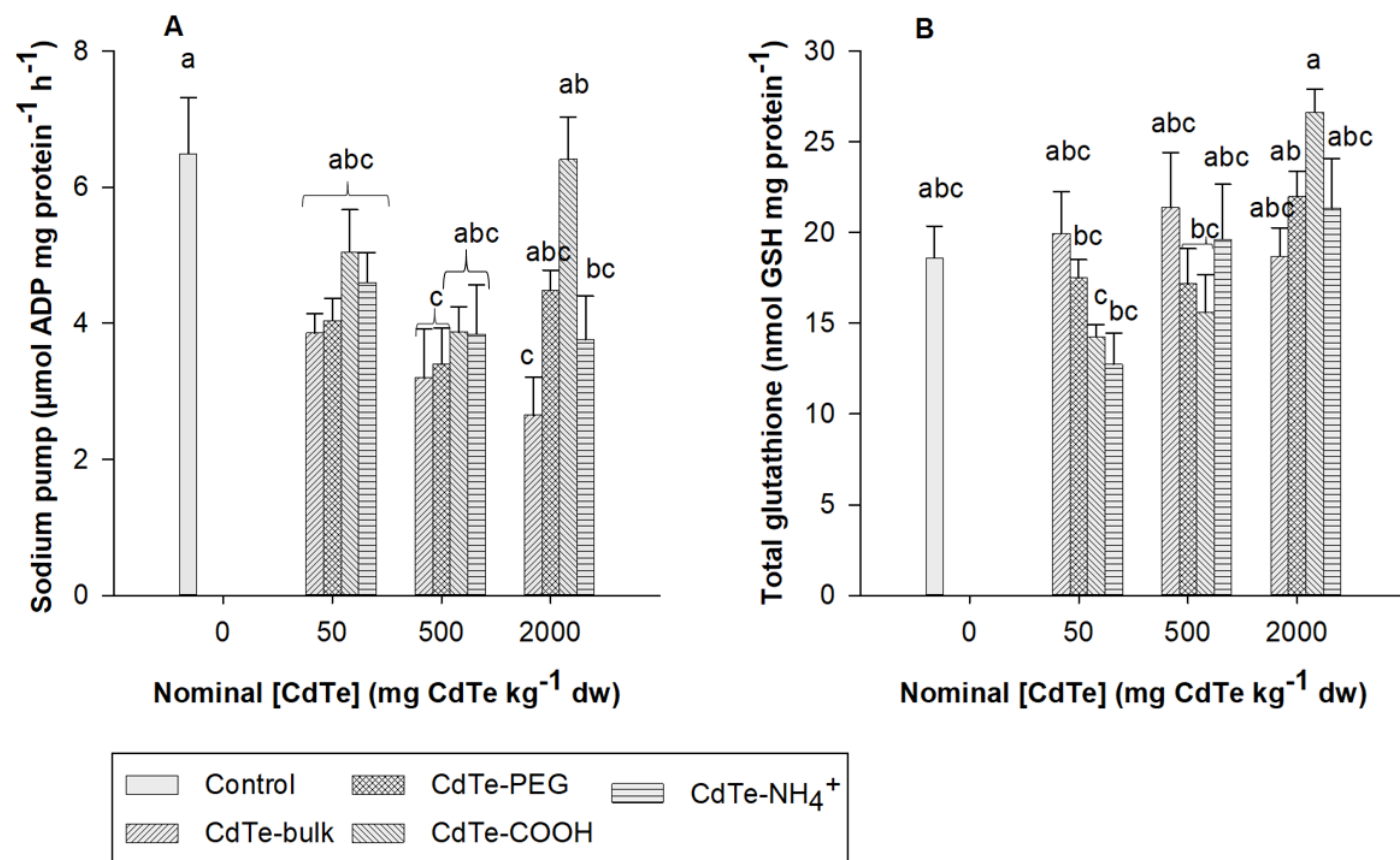 A
Sodium pump (µmol ADP mg protein⁻¹ h⁻¹)
8
6
4
2
0
a
abc
c
abc
c
abc
ab
bc
0 50 500 2000
Nominal [CdTe] (mg CdTe kg⁻¹ dw)
B
Total glutathione (nmol GSH mg protein⁻¹)
30
25
20
15
10
5
0
abc
abc
bc
c
bc
abc
bc
abc
abc
ab
a
abc
0 50 500 2000
Nominal [CdTe] (mg CdTe kg⁻¹ dw)
Control CdTe-PEG CdTe-NH₄⁺
CdTe-bulk CdTe-COOH